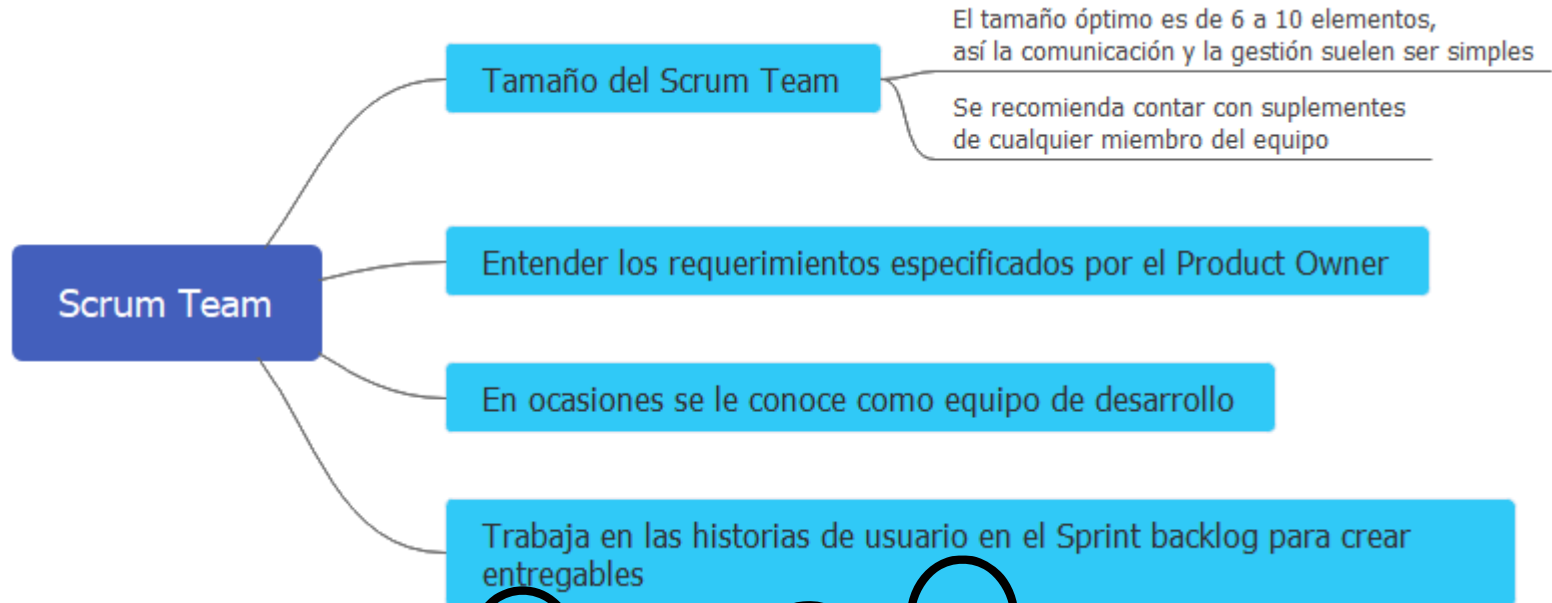 Scrum Team
Tamaño del Scrum Team
El tamaño óptimo es de 6 a 10 elementos,
así la comunicación y la gestión suelen ser simples
Se recomienda contar con suplementes
de cualquier miembro del equipo
Entender los requerimientos especificados por el Product Owner
En ocasiones se le conoce como equipo de desarrollo
Trabaja en las historias de usuario en el Sprint backlog para crear
entregables